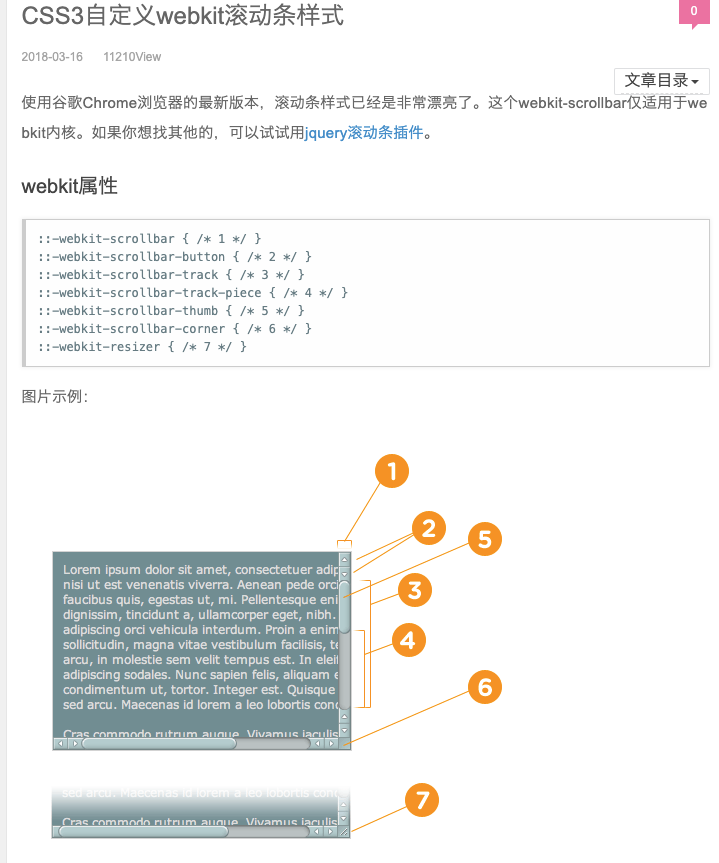 CSS3自定义webkit滚动条样式
0
2018-03-16 11210View
文章目录
使用谷歌Chrome浏览器的最新版本，滚动条样式已经是非常漂亮了。这个webkit-scrollbar仅适用于we
bkit内核。如果你想找其他的，可以试试用jquery滚动条插件。
webkit属性
::-webkit-scrollbar { /* 1 */ }
::-webkit-scrollbar-button { /* 2 */ }
::-webkit-scrollbar-track { /* 3 */ }
::-webkit-scrollbar-track-piece { /* 4 */ }
::-webkit-scrollbar-thumb { /* 5 */ }
::-webkit-scrollbar-corner { /* 6 */ }
::-webkit-resizer { /* 7 */ }
图片示例：
1
2
5
3
4
6
Lorem ipsum dolor sit amet, consectetuer adip
nisi ut est venenatis viverra. Aenean pede orci
faucibus quis, egestas ut, mi. Pellentesque eni
dignissim, tincidunt a, ullamcorper eget, nibh.
adipiscing orci vehicula interdum. Proin a enim
sollicitudin, magna vitae vestibulum facilisis, te
arcu, in molestie sem velit tempus est. In eleif
adipiscing sodales. Nunc sapien felis, aliquam e
condimentum ut, tortor. Integer est. Quisque
sed arcu. Maecenas id lorem a leo lobortis conc
Cras commodo rutrum augue. Vivamus iaculis
sed arcu. Maecenas id lorem a leo lobortis cong
7
Cras commodo rutrum augue. Vivamus iaculis